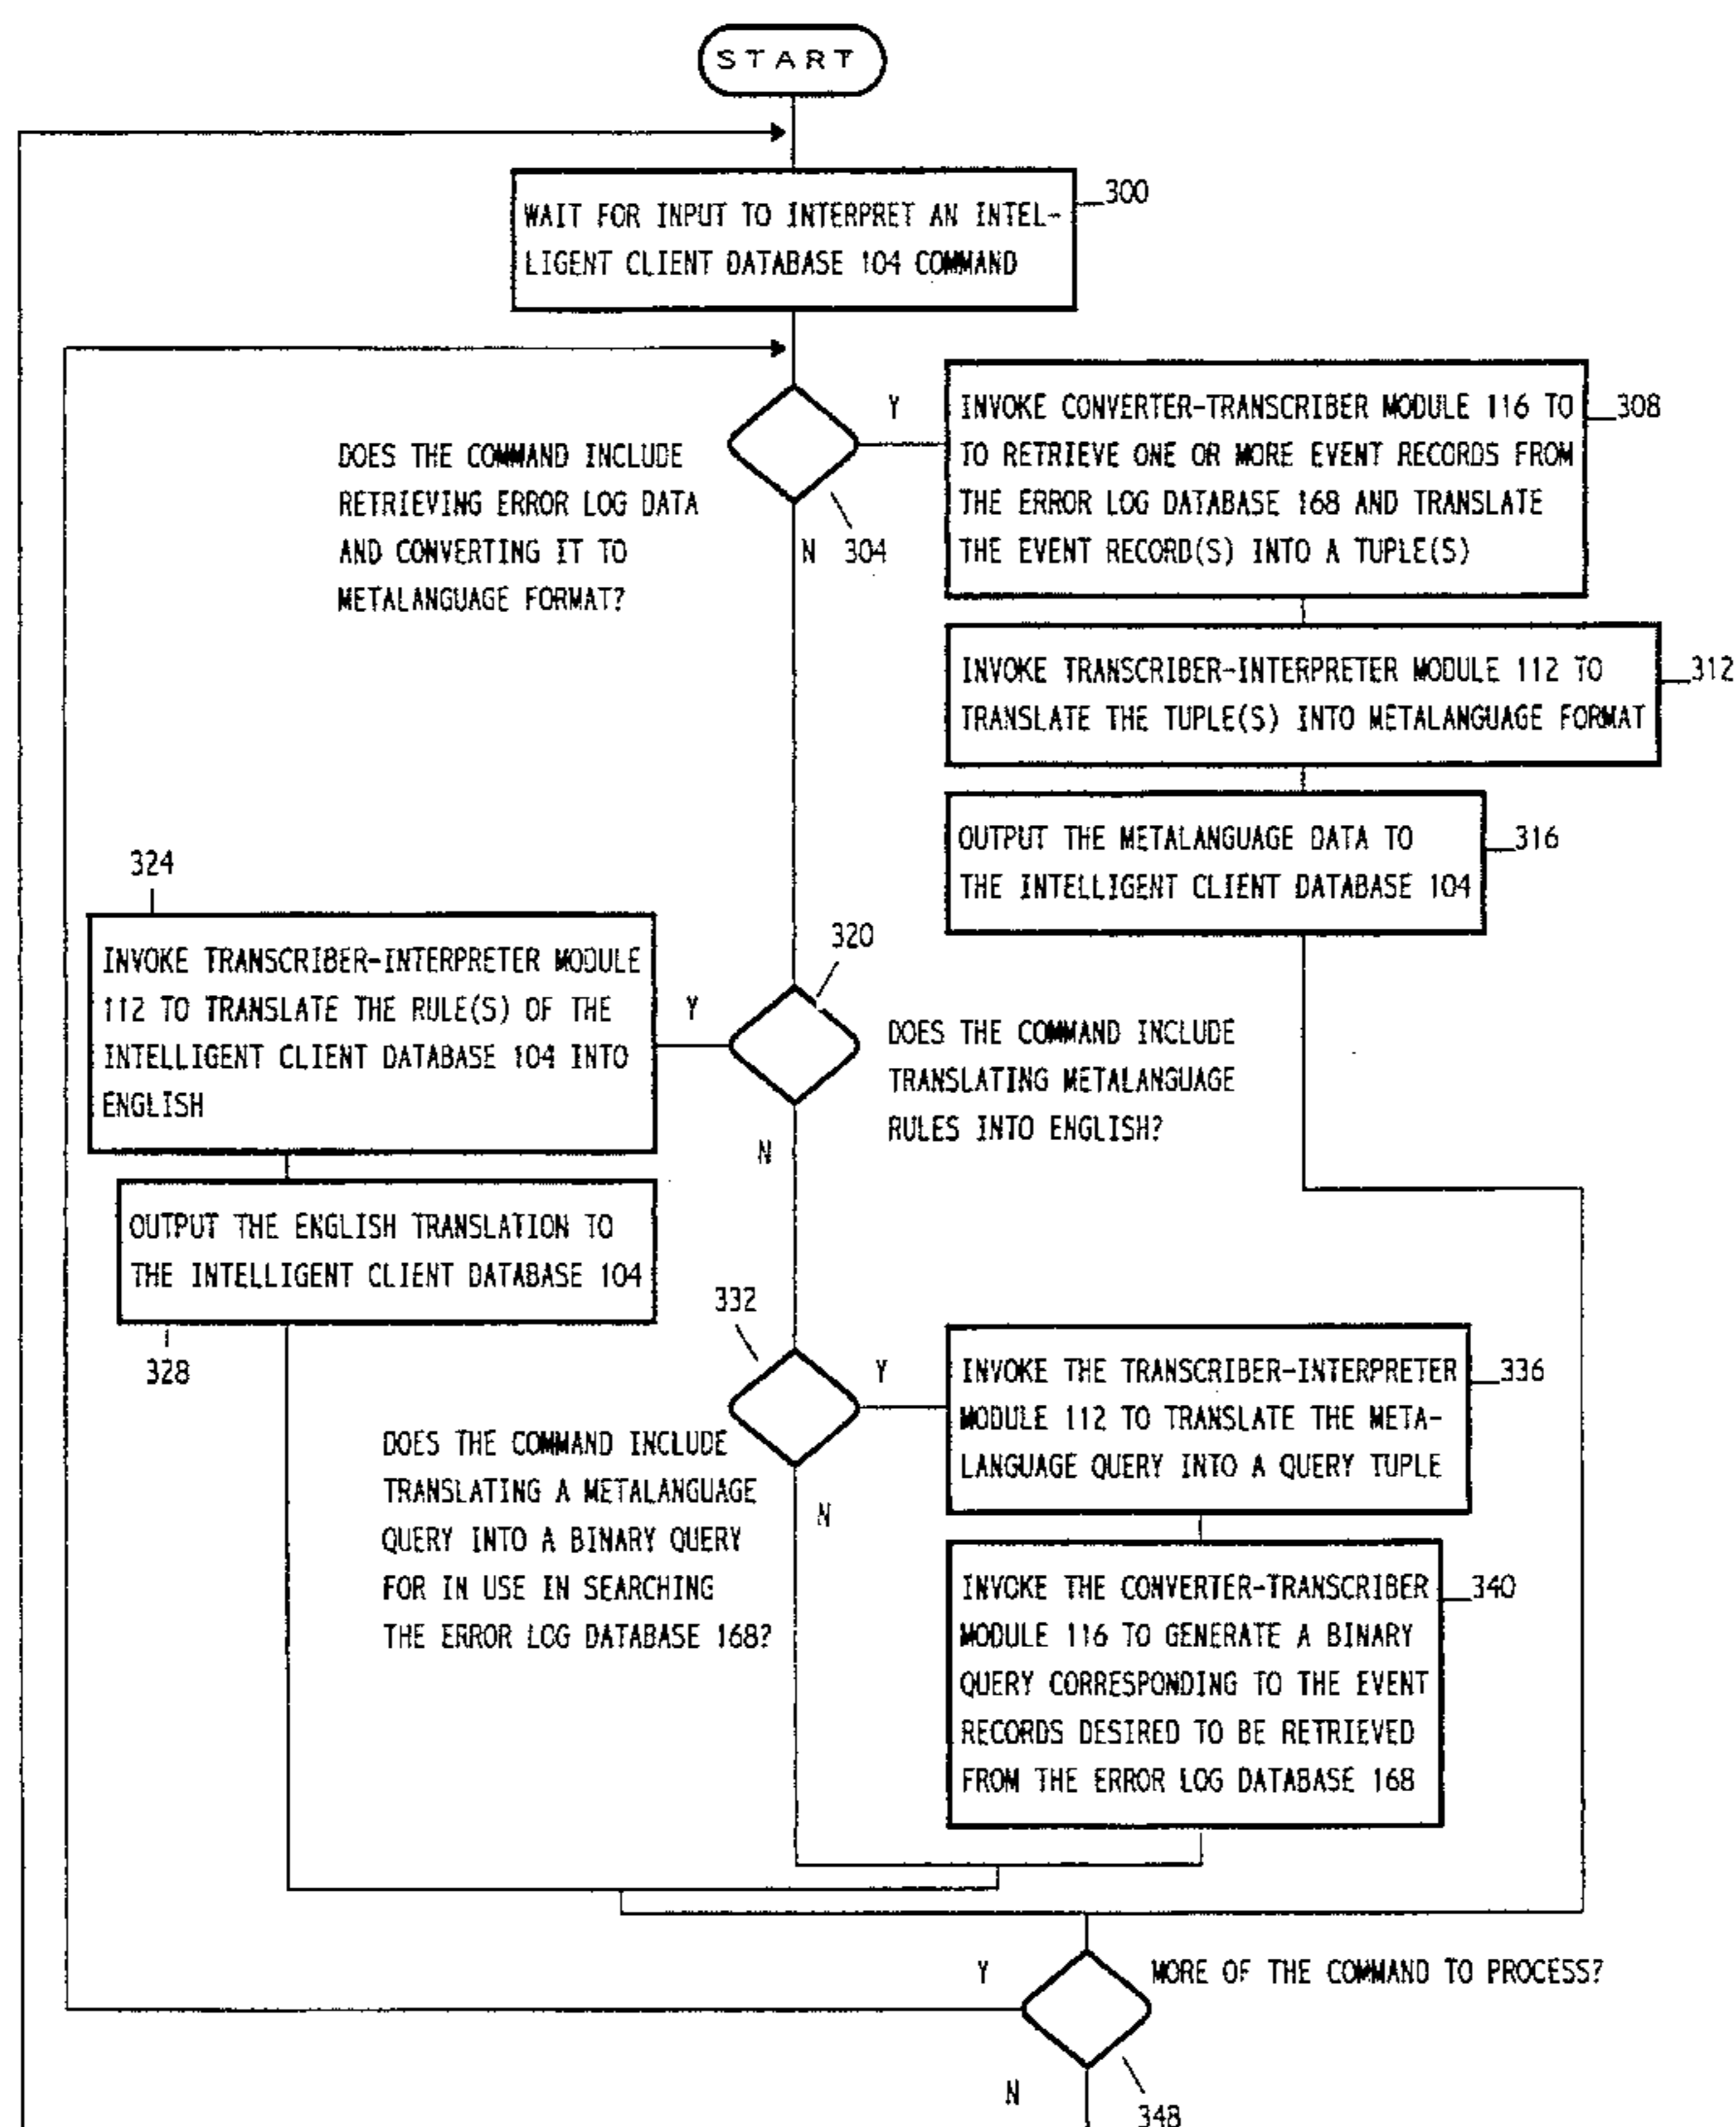 START
WAIT FOR INPUT TO INTERPRET AN INTEL-
LIGENT CLIENT DATABASE 104 COMMAND
300
DOES THE COMMAND INCLUDE
RETRIEVING ERROR LOG DATA
AND CONVERTING IT TO
METALANGUAGE FORMAT?
Y
N
304
INVOKE CONVERTER-TRANSCRIBER MODULE 116 TO
TO RETRIEVE ONE OR MORE EVENT RECORDS FROM
THE ERROR LOG DATABASE 168 AND TRANSLATE
THE EVENT RECORD(S) INTO A TUPLE(S)
308
INVOKE TRANSCRIBER-INTERPRETER MODULE 112 TO
TRANSLATE THE TUPLE(S) INTO METALANGUAGE FORMAT
312
OUTPUT THE METALANGUAGE DATA TO
THE INTELLIGENT CLIENT DATABASE 104
316
324
INVOKE TRANSCRIBER-INTERPRETER MODULE
112 TO TRANSLATE THE RULE(S) OF THE
INTELLIGENT CLIENT DATABASE 104 INTO
ENGLISH
Y
320
DOES THE COMMAND INCLUDE
TRANSLATING METALANGUAGE
RULES INTO ENGLISH?
N
OUTPUT THE ENGLISH TRANSLATION TO
THE INTELLIGENT CLIENT DATABASE 104
328
332
DOES THE COMMAND INCLUDE
TRANSLATING A METALANGUAGE
QUERY INTO A BINARY QUERY
FOR IN USE IN SEARCHING
THE ERROR LOG DATABASE 168?
Y
N
INVOKE THE TRANSCRIBER-INTERPRETER
MODULE 112 TO TRANSLATE THE META-
LANGUAGE QUERY INTO A QUERY TUPLE
336
INVOKE THE CONVERTER-TRANSCRIBER
MODULE 116 TO GENERATE A BINARY
QUERY CORRESPONDING TO THE EVENT
RECORDS DESIRED TO BE RETRIEVED
FROM THE ERROR LOG DATABASE 168
340
Y
MORE OF THE COMMAND TO PROCESS?
N
348